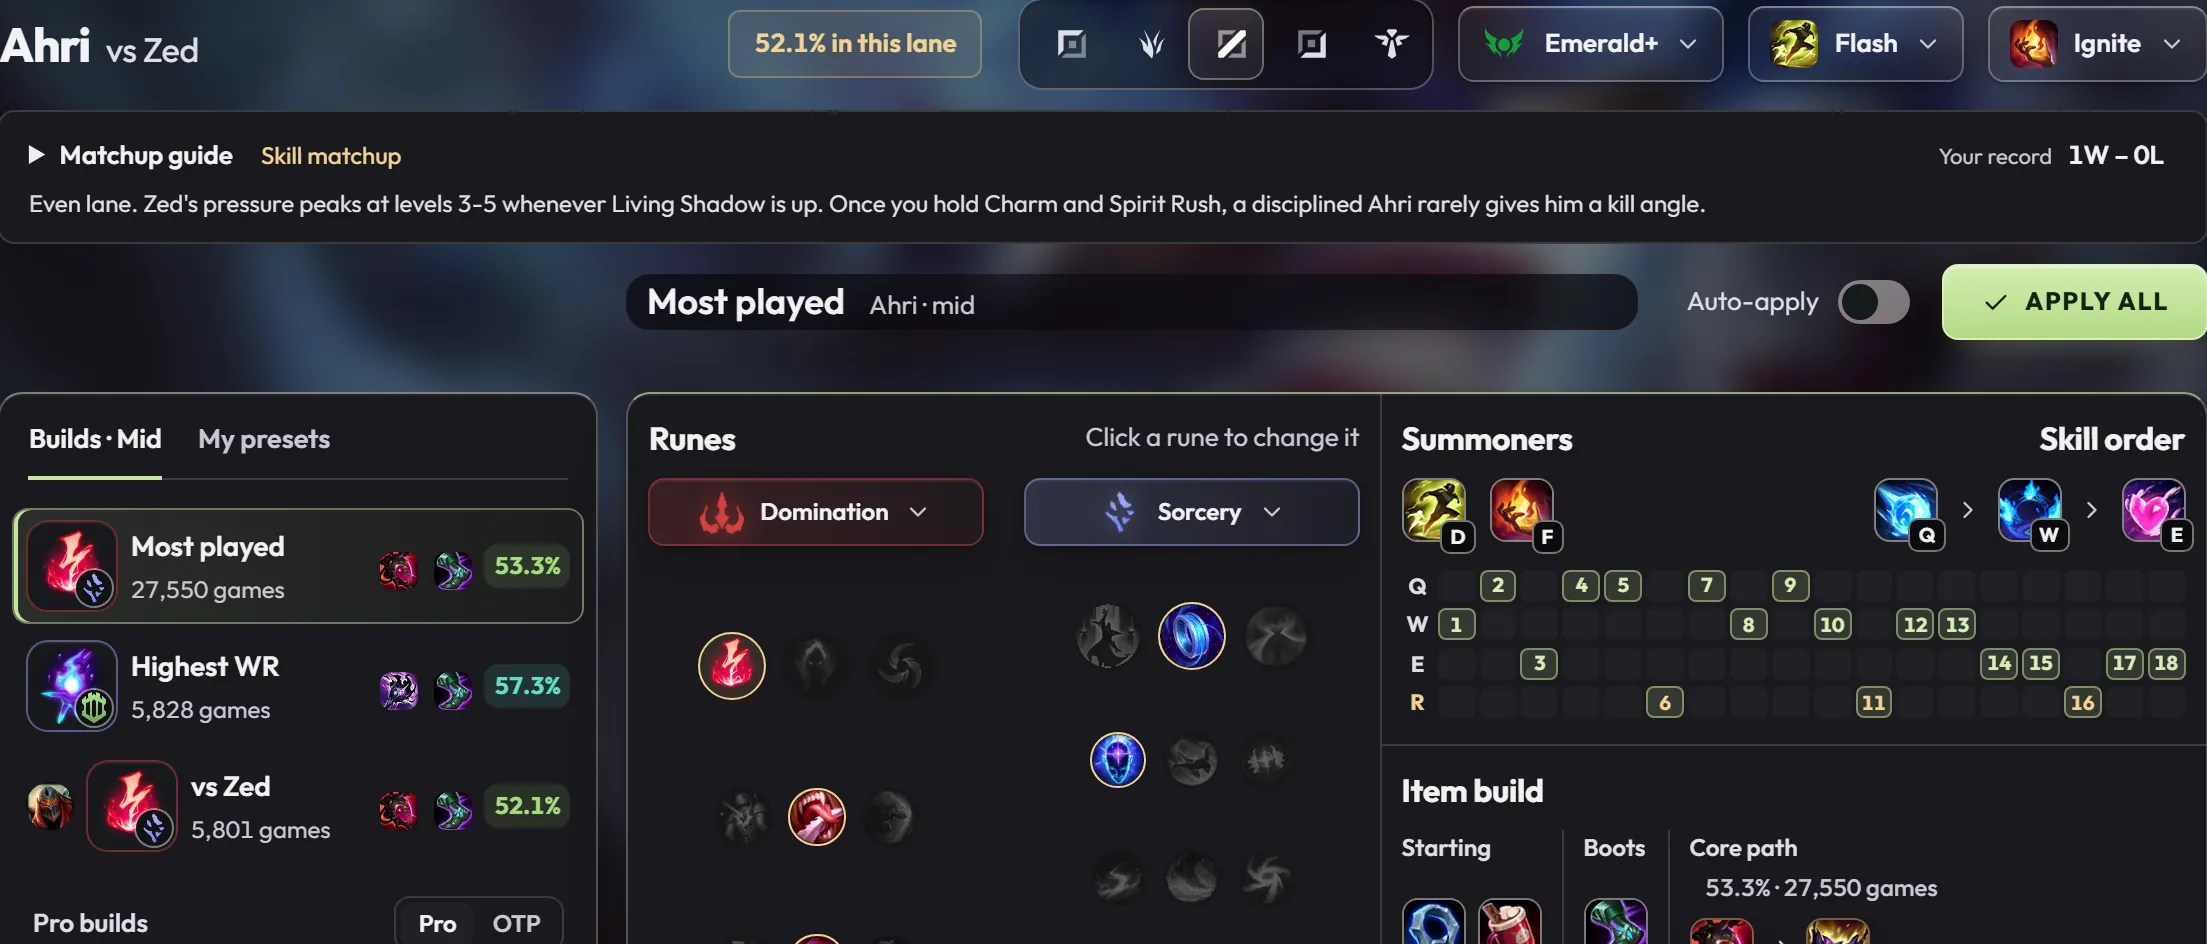 Ahri vs Zed
52.1% in this lane
Emerald+
Flash
Ignite
Matchup guide Skill matchup
Your record 1W – 0L
Even lane. Zed's pressure peaks at levels 3-5 whenever Living Shadow is up. Once you hold Charm and Spirit Rush, a disciplined Ahri rarely gives him a kill angle.
Most played Ahri · mid
Auto-apply
APPLY ALL
Builds · Mid
My presets
Most played
27,550 games
53.3%
Highest WR
5,828 games
57.3%
vs Zed
5,801 games
52.1%
Pro builds
Pro
OTP
Runes
Click a rune to change it
Domination
Sorcery
Summoners
D
F
Skill order
Q
W
E
Q 2 4 5 7 9
W 1 8 10 12 13
E 3 14 15 17 18
R 6 11 16
Item build
Starting
Boots
Core path
53.3% · 27,550 games